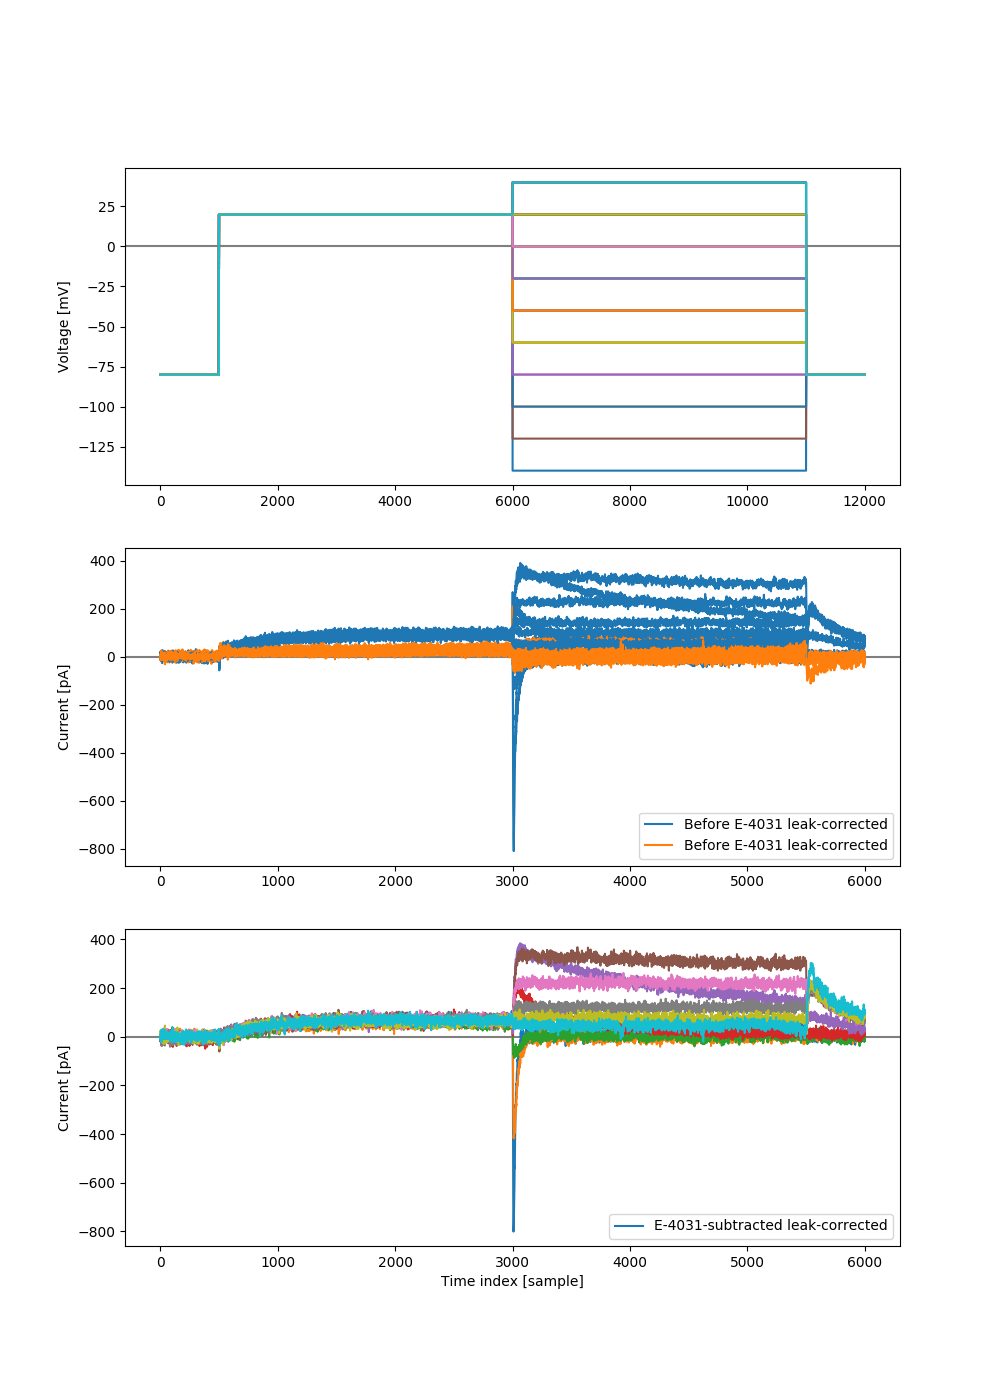 25
0
−25
−50
−75
−100
−125
Voltage [mV]
0 2000 4000 6000 8000 10000 12000
400
200
0
−200
−400
−600
−800
Current [pA]
Before E-4031 leak-corrected
Before E-4031 leak-corrected
0 1000 2000 3000 4000 5000 6000
400
200
0
−200
−400
−600
−800
Current [pA]
E-4031-subtracted leak-corrected
0 1000 2000 3000 4000 5000 6000
Time index [sample]